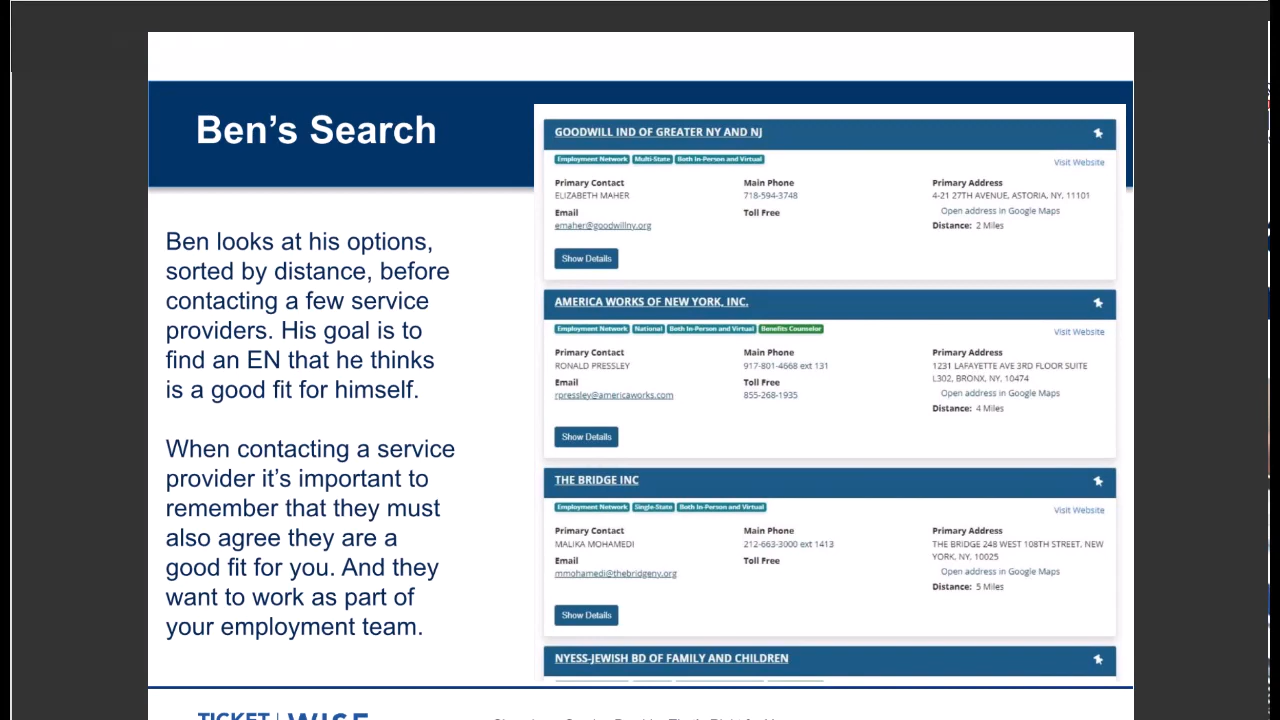 Ben's Search
Ben looks at his options,
sorted by distance, before
contacting a few service
providers. His goal is to
find an EN that he thinks
is a good fit for himself.
When contacting a service
provider it's important to
remember that they must
also agree they are a
good fit for you. And they
want to work as part of
your employment team.
GOODWILL IND OF GREATER NY AND NJ
Employment Network Multi-State Both In-Person and Virtual
Visit Website
Primary Contact Main Phone Primary Address
ELIZABETH MAHER 718-594-3748 4-21 27TH AVENUE, ASTORIA, NY, 11101
Open address in Google Maps
Email Toll Free
emaher@goodwillny.org Distance: 2 Miles
Show Details
AMERICA WORKS OF NEW YORK, INC.
Employment Network National Both In-Person and Virtual Benefits Counselor
Visit Website
Primary Contact Main Phone Primary Address
RONALD PRESSLEY 917-801-4668 ext 131 1231 LAFAYETTE AVE 3RD FLOOR SUITE
L302, BRONX, NY, 10474
Email Toll Free
rpressley@americaworks.com 855-268-1935 Open address in Google Maps
Distance: 4 Miles
Show Details
THE BRIDGE INC
Employment Network Single-State Both In-Person and Virtual
Visit Website
Primary Contact Main Phone Primary Address
MALIKA MOHAMEDI 212-663-3000 ext 1413 THE BRIDGE 248 WEST 108TH STREET, NEW
YORK, NY, 10025
Email Toll Free
mmohamedi@thebridgeny.org Open address in Google Maps
Distance: 5 Miles
Show Details
NYESS-JEWISH BD OF FAMILY AND CHILDREN
TICKET | WISE